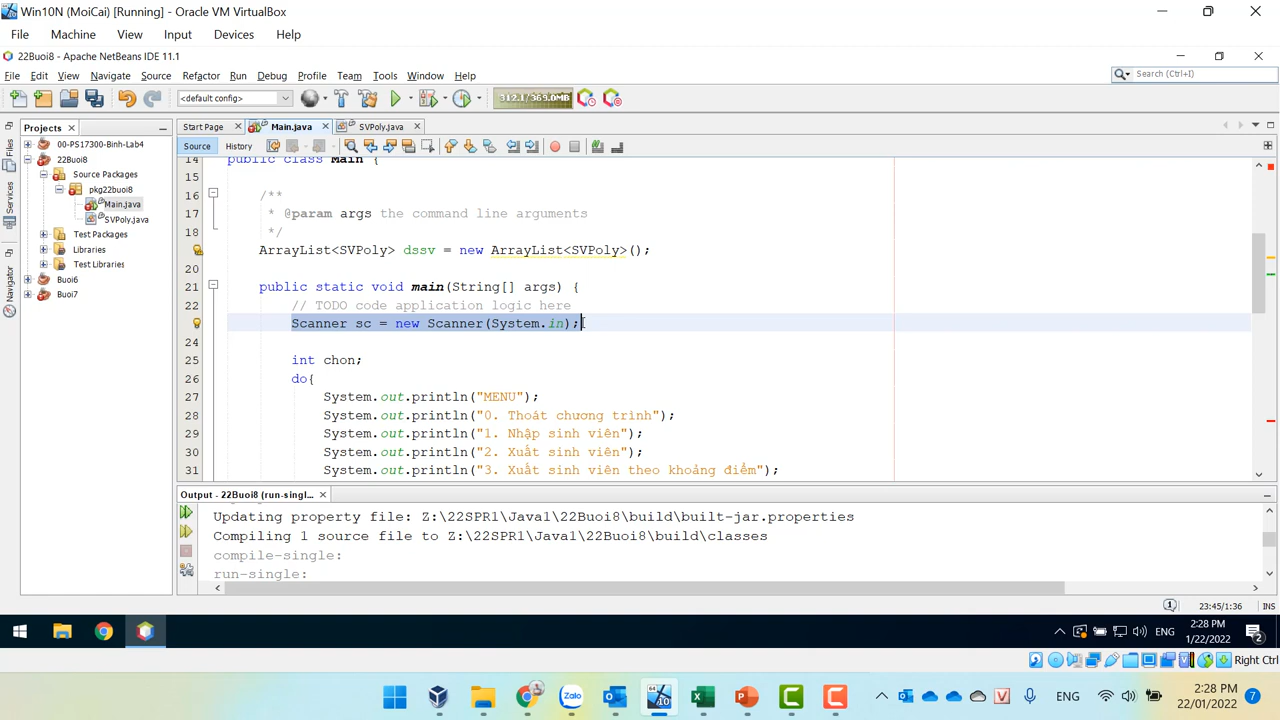 Win10N (MoiCai) [Running] - Oracle VM VirtualBox
File Machine View Input Devices Help
22Buoi8 - Apache NetBeans IDE 11.1
File Edit View Navigate Source Refactor Run Debug Profile Team Tools Window Help
Search (Ctrl+I)
<default config>
312.1/369.0MB
Projects
Start Page
Main.java
SVPoly.java
Source
History
Files
Services
Navigator
00-PS17300-Binh-Lab4
22Buoi8
Source Packages
pkg22buoi8
Main.java
SVPoly.java
Test Packages
Libraries
Test Libraries
Buoi6
Buoi7
14 public class Main {
15
16 /**
17 * @param args the command line arguments
18 */
ArrayList<SVPoly> dssv = new ArrayList<SVPoly>();
20
21 public static void main(String[] args) {
22 // TODO code application logic here
Scanner sc = new Scanner(System.in);
24
25 int chon;
26 do{
27 System.out.println("MENU");
28 System.out.println("0. Thoát chương trình");
29 System.out.println("1. Nhập sinh viên");
30 System.out.println("2. Xuất sinh viên");
31 System.out.println("3. Xuất sinh viên theo khoảng điểm");
Output - 22Buoi8 (run-singl...
Updating property file: Z:\22SPR1\Java1\22Buoi8\build\built-jar.properties
Compiling 1 source file to Z:\22SPR1\Java1\22Buoi8\build\classes
compile-single:
run-single:
1
23:45/1:36
INS
ENG
2:28 PM
1/22/2022
2
Right Ctrl
Zalo
64
10
ENG
2:28 PM
22/01/2022
7